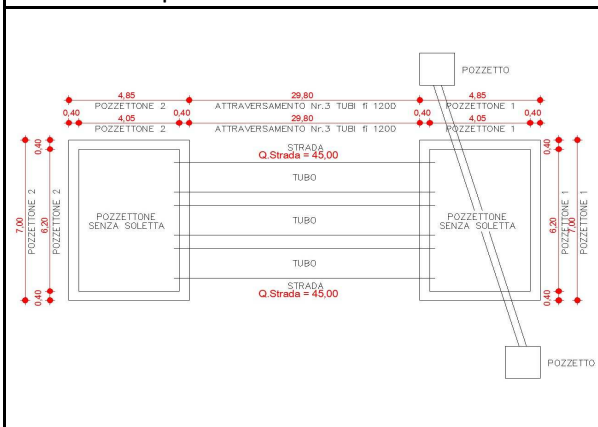 POZZETTO
4,85 29,80 4,85
POZZETTONE 2 ATTRAVERSAMENTO Nr.3 TUBI fi 1200 POZZETTONE 1
0,40 4,05 0,40 29,80 0,40 4,05 0,40
POZZETTONE 2 ATTRAVERSAMENTO Nr.3 TUBI fi 1200 POZZETTONE 1
STRADA
Q.Strada = 45,00
TUBO
POZZETTONE
SENZA SOLETTA
TUBO
POZZETTONE
SENZA SOLETTA
TUBO
STRADA
Q.Strada = 45,00
7,00
POZZETTONE 2
0,40
6,20
0,40
POZZETTONE 2
0,40
6,20
0,40
POZZETTONE 1
7,00
POZZETTONE 1
POZZETTO